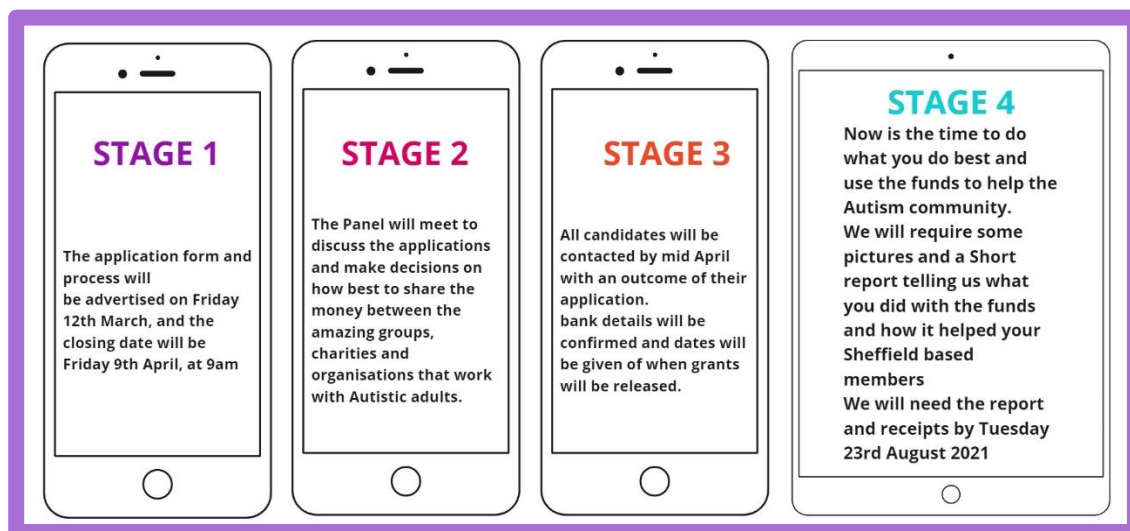 STAGE 1
The application form and
process will
be advertised on Friday
12th March, and the
closing date will be
Friday 9th April, at 9am
STAGE 2
The Panel will meet to
discuss the applications
and make decisions on
how best to share the
money between the
amazing groups,
charities and
organisations that work
with Autistic adults.
STAGE 3
All candidates will be
contacted by mid April
with an outcome of their
application.
bank details will be
confirmed and dates will
be given of when grants
will be released.
STAGE 4
Now is the time to do
what you do best and
use the funds to help the
Autism community.
We will require some
pictures and a Short
report telling us what
you did with the funds
and how it helped your
Sheffield based
members
We will need the report
and receipts by Tuesday
23rd August 2021